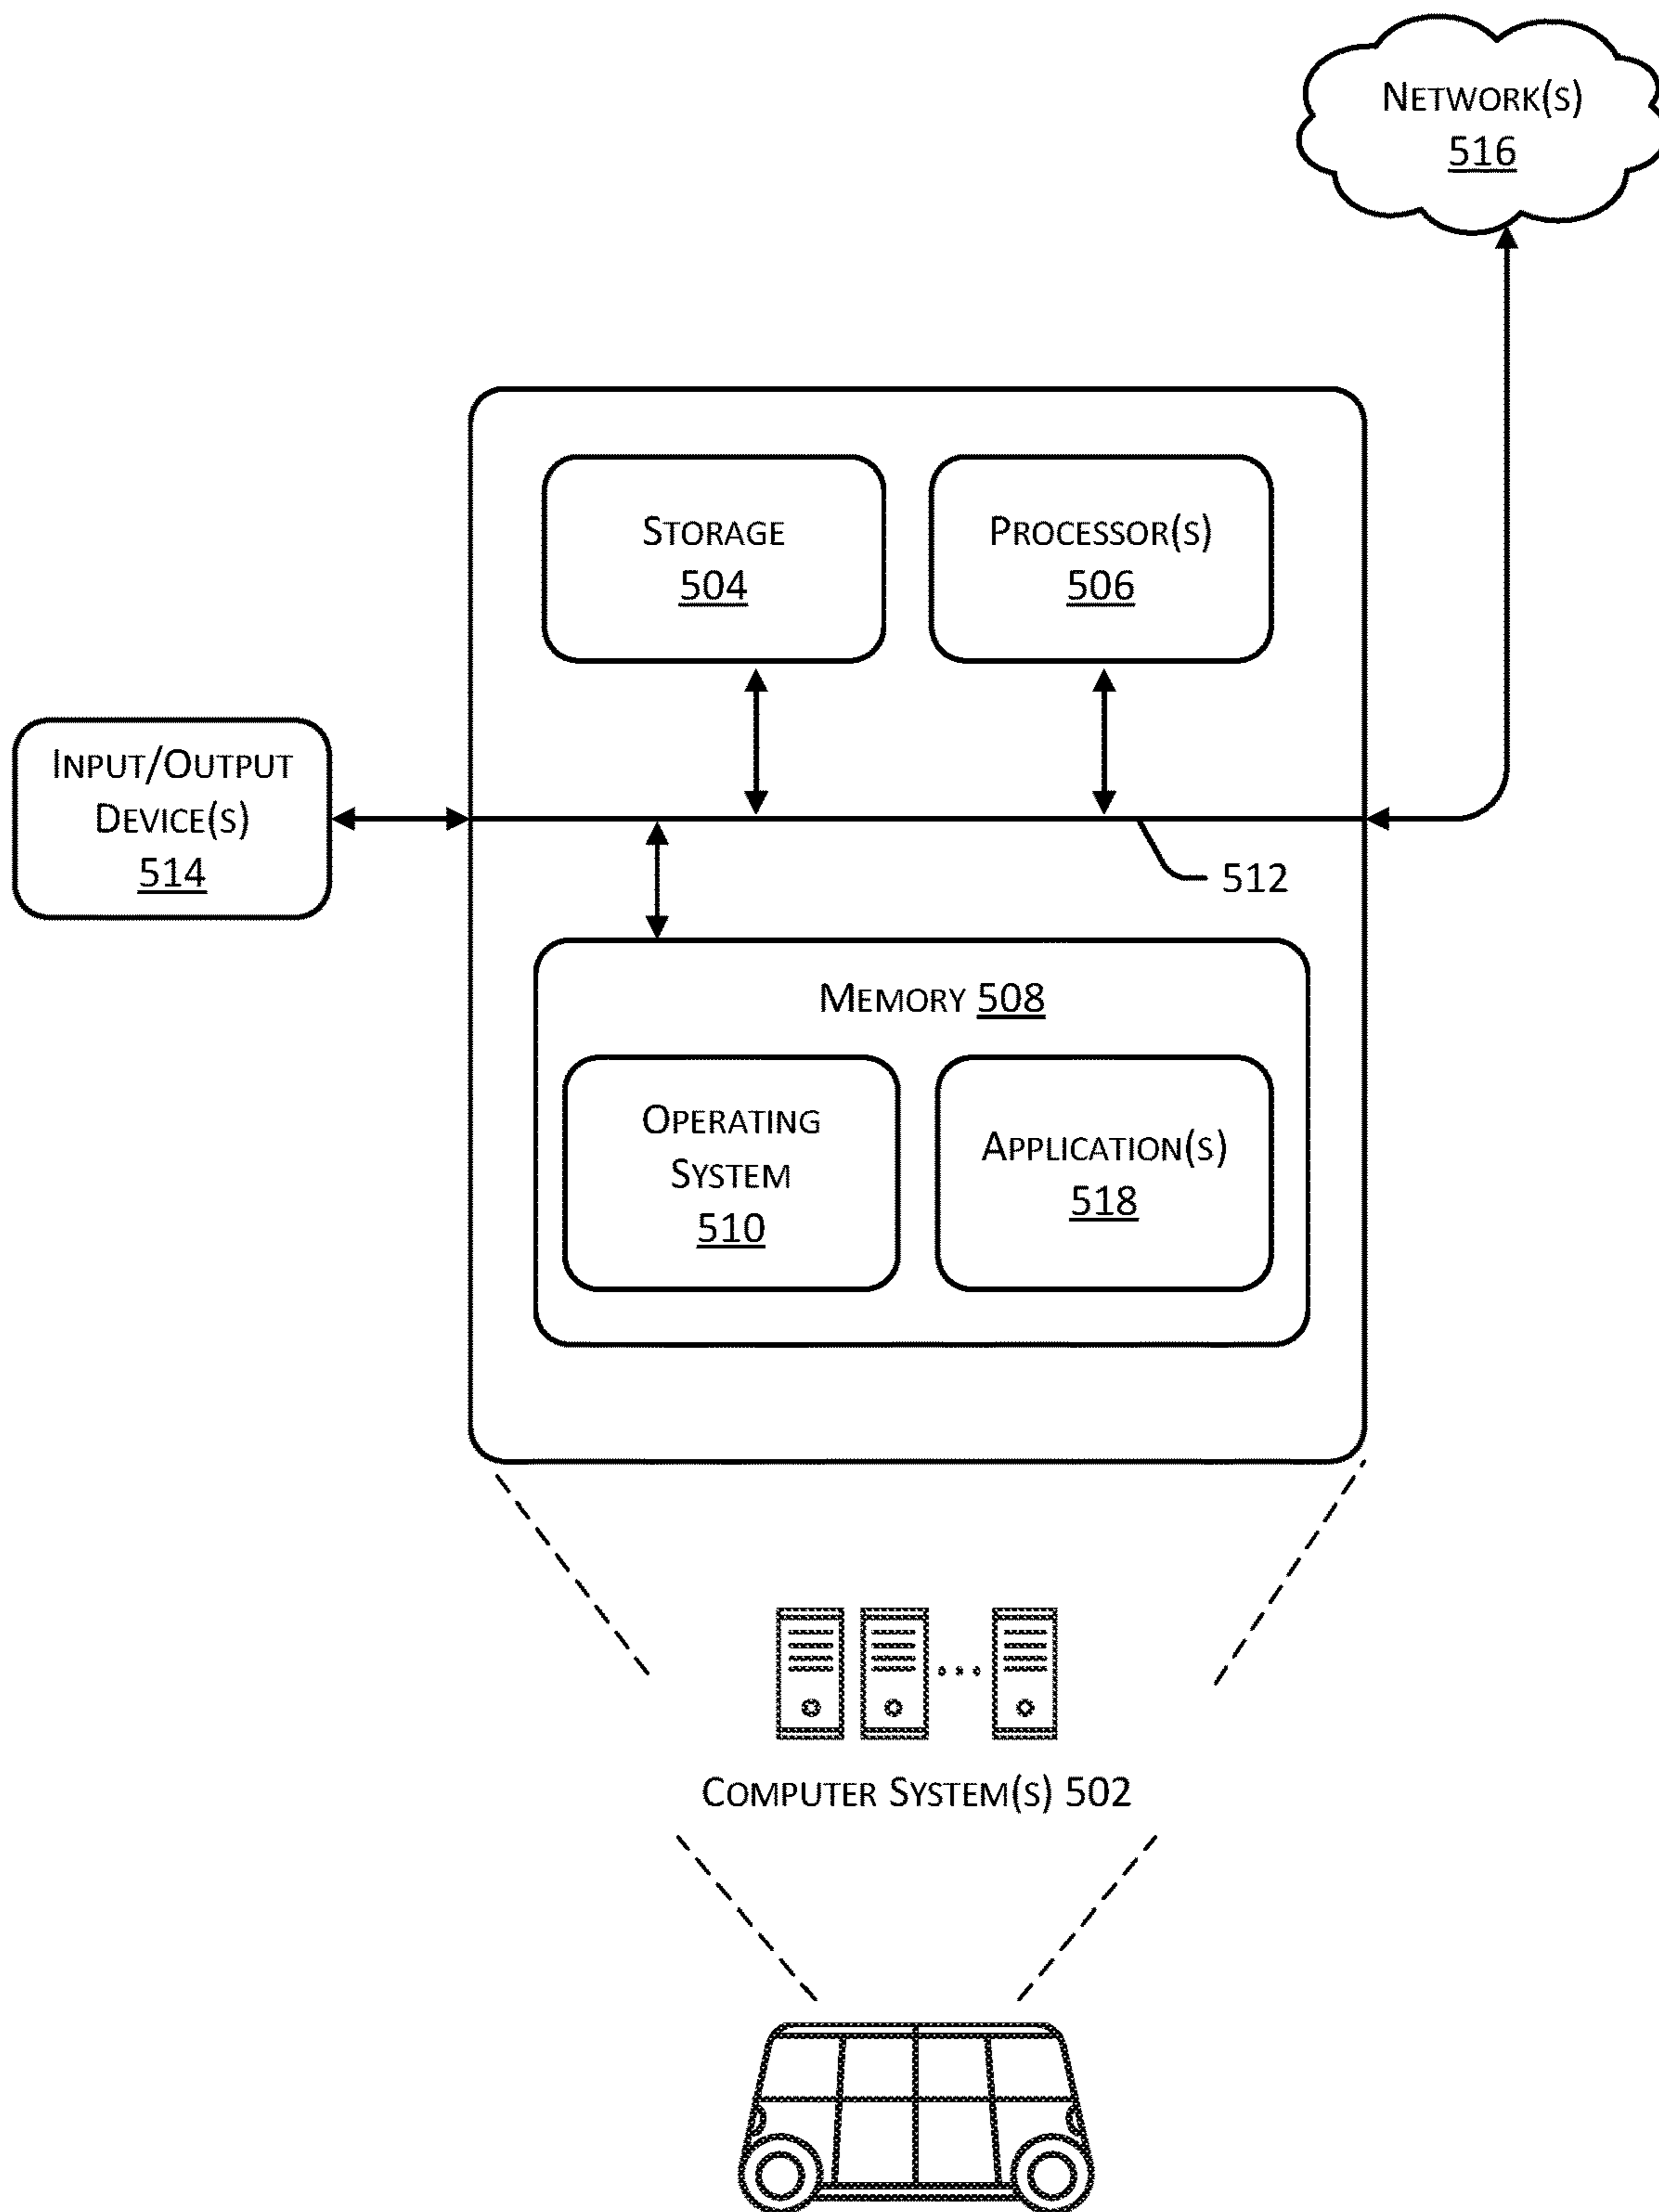 NETWORK(S)
516
STORAGE
504
PROCESSOR(S)
506
INPUT/OUTPUT
DEVICE(S)
514
512
MEMORY 508
OPERATING
SYSTEM
510
APPLICATION(S)
518
COMPUTER SYSTEM(S) 502